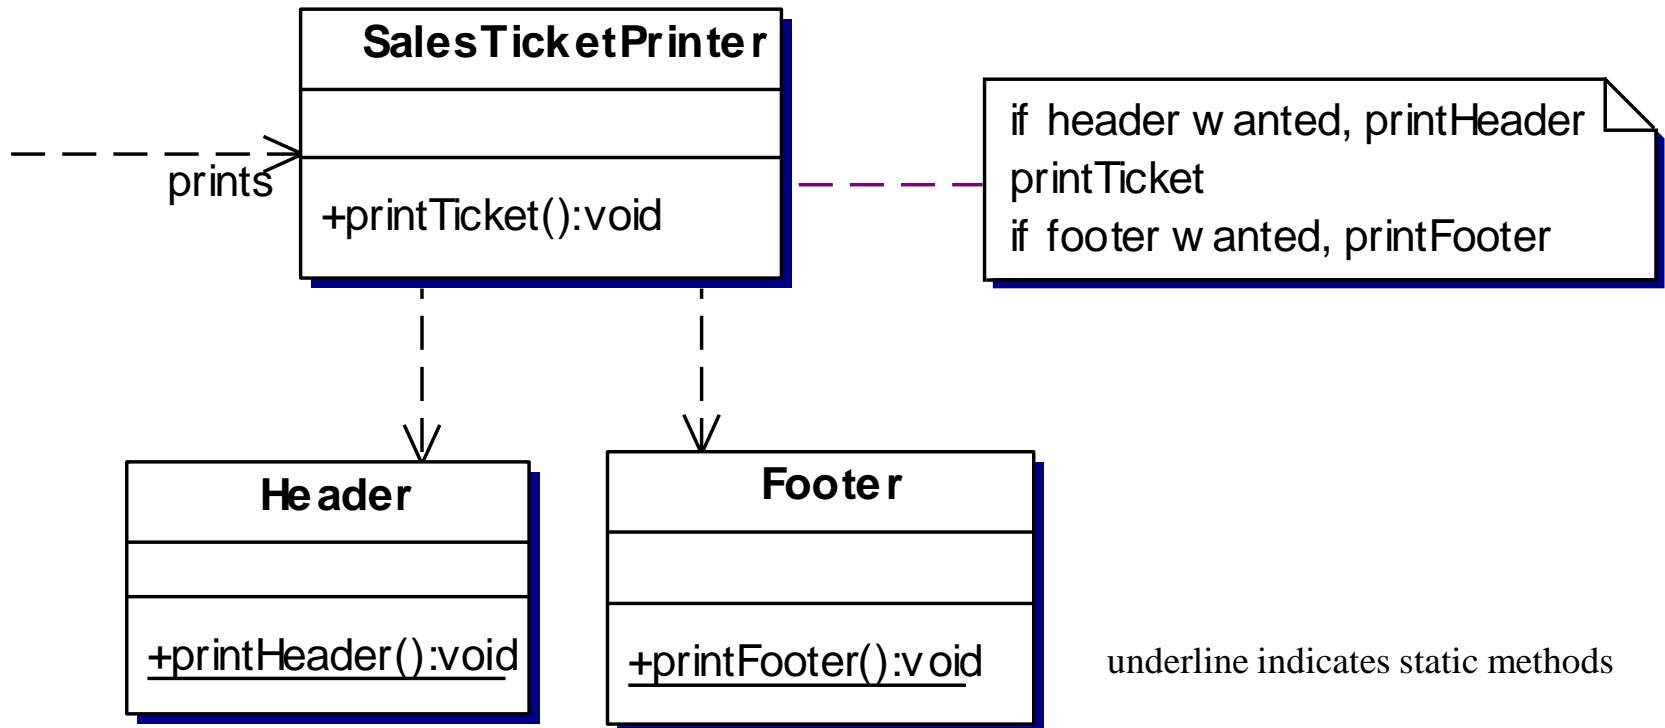 SalesTicketPrinter
if header wanted, printHeader
printTicket
if footer wanted, printFooter
prints
+printTicket():void
Header
Footer
+printHeader():void
+printFooter():void
underline indicates static methods